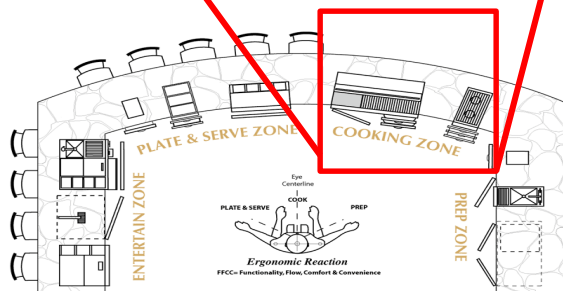 PLATE & SERVE ZONE
COOKING ZONE
ENTERTAIN ZONE
PREP ZONE
Eye
Centerline
COOK
PLATE & SERVE
PREP
Ergonomic Reaction
FFCC= Functionality, Flow, Comfort & Convenience